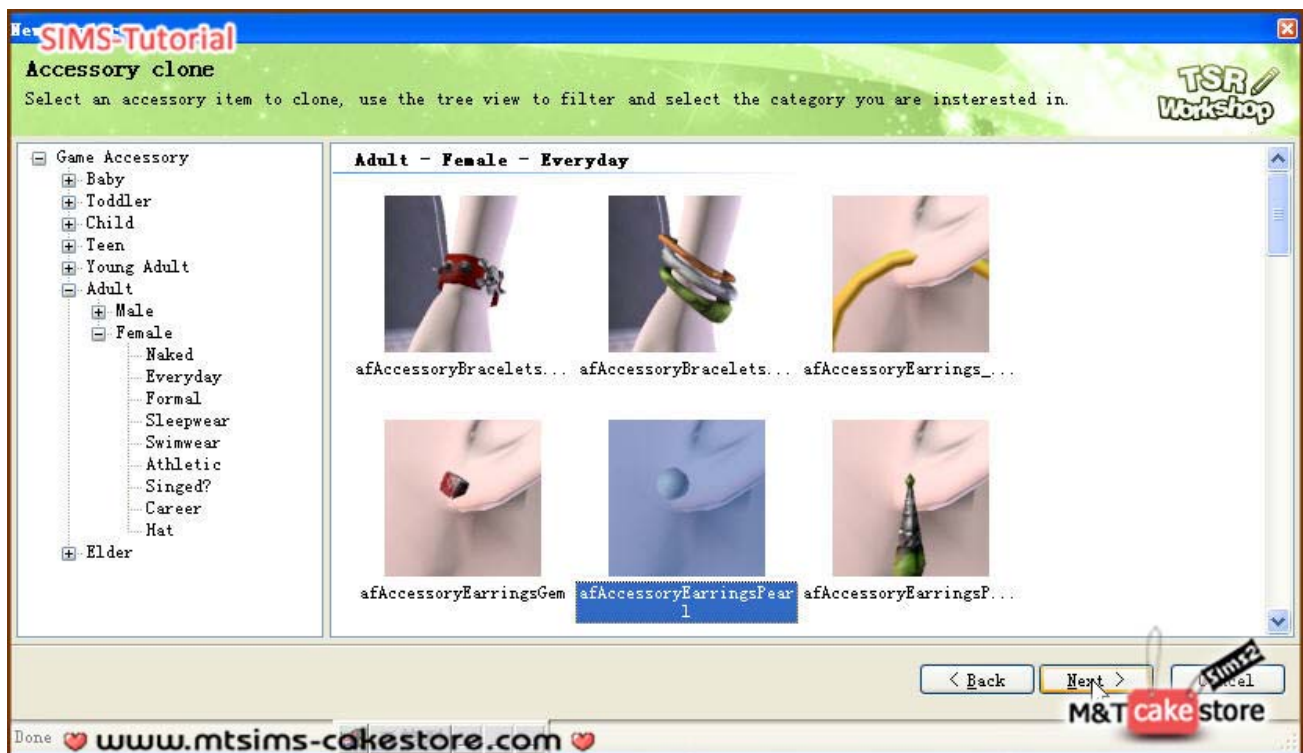 SIMS-Tutorial
Accessory clone
Select an accessory item to clone, use the tree view to filter and select the category you are insterested in.
TSR
Workshop
Game Accessory
Baby
Toddler
Child
Teen
Young Adult
Adult
Male
Female
Naked
Everyday
Formal
Sleepwear
Swimwear
Athletic
Singed?
Career
Hat
Elder
Adult - Female - Everyday
afAccessoryBracelets... afAccessoryBracelets... afAccessoryEarrings_...
afAccessoryEarringsGem afAccessoryEarringsPear afAccessoryEarringsP...
l
< Back Next >
Sims2
M&T cake store
Done www.mtsims-cakestore.com